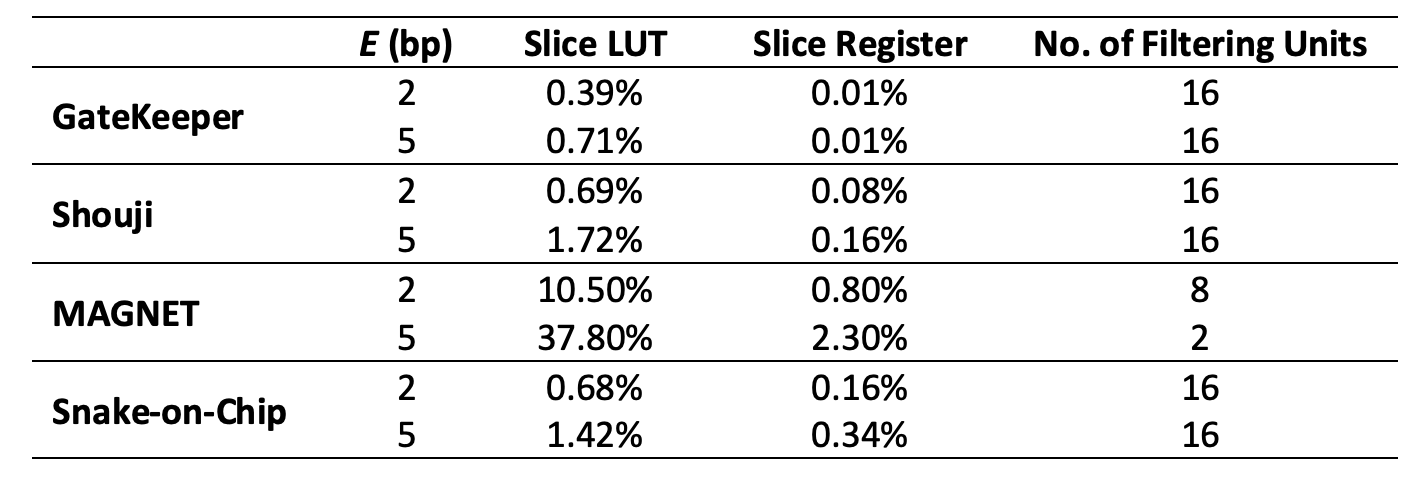 E (bp) Slice LUT Slice Register No. of Filtering Units
GateKeeper
2 0.39% 0.01% 16
5 0.71% 0.01% 16
Shouji
2 0.69% 0.08% 16
5 1.72% 0.16% 16
MAGNET
2 10.50% 0.80% 8
5 37.80% 2.30% 2
Snake-on-Chip
2 0.68% 0.16% 16
5 1.42% 0.34% 16